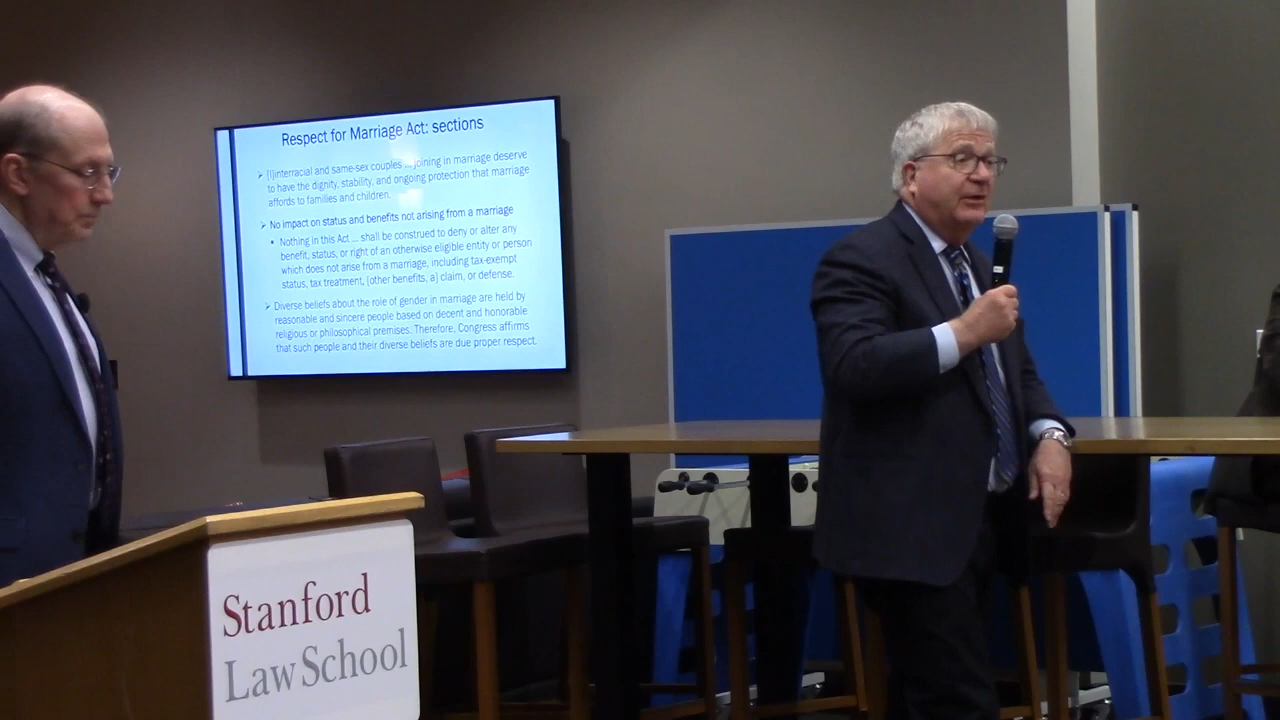 Respect for Marriage Act: sections
[I]interracial and same-sex couples ... joining in marriage deserve
to have the dignity, stability, and ongoing protection that marriage
affords to families and children.
No impact on status and benefits not arising from a marriage
Nothing in this Act ... shall be construed to deny or alter any
benefit, status, or right of an otherwise eligible entity or person
which does not arise from a marriage, including tax-exempt
status, tax treatment, [other benefits, a] claim, or defense.
Diverse beliefs about the role of gender in marriage are held by
reasonable and sincere people based on decent and honorable
religious or philosophical premises. Therefore, Congress affirms
that such people and their diverse beliefs are due proper respect.
Stanford
Law School